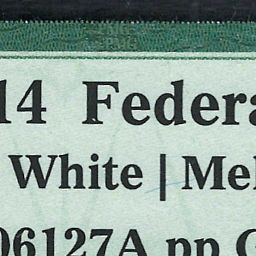 14 Federa
White | Mel
06127A pp G